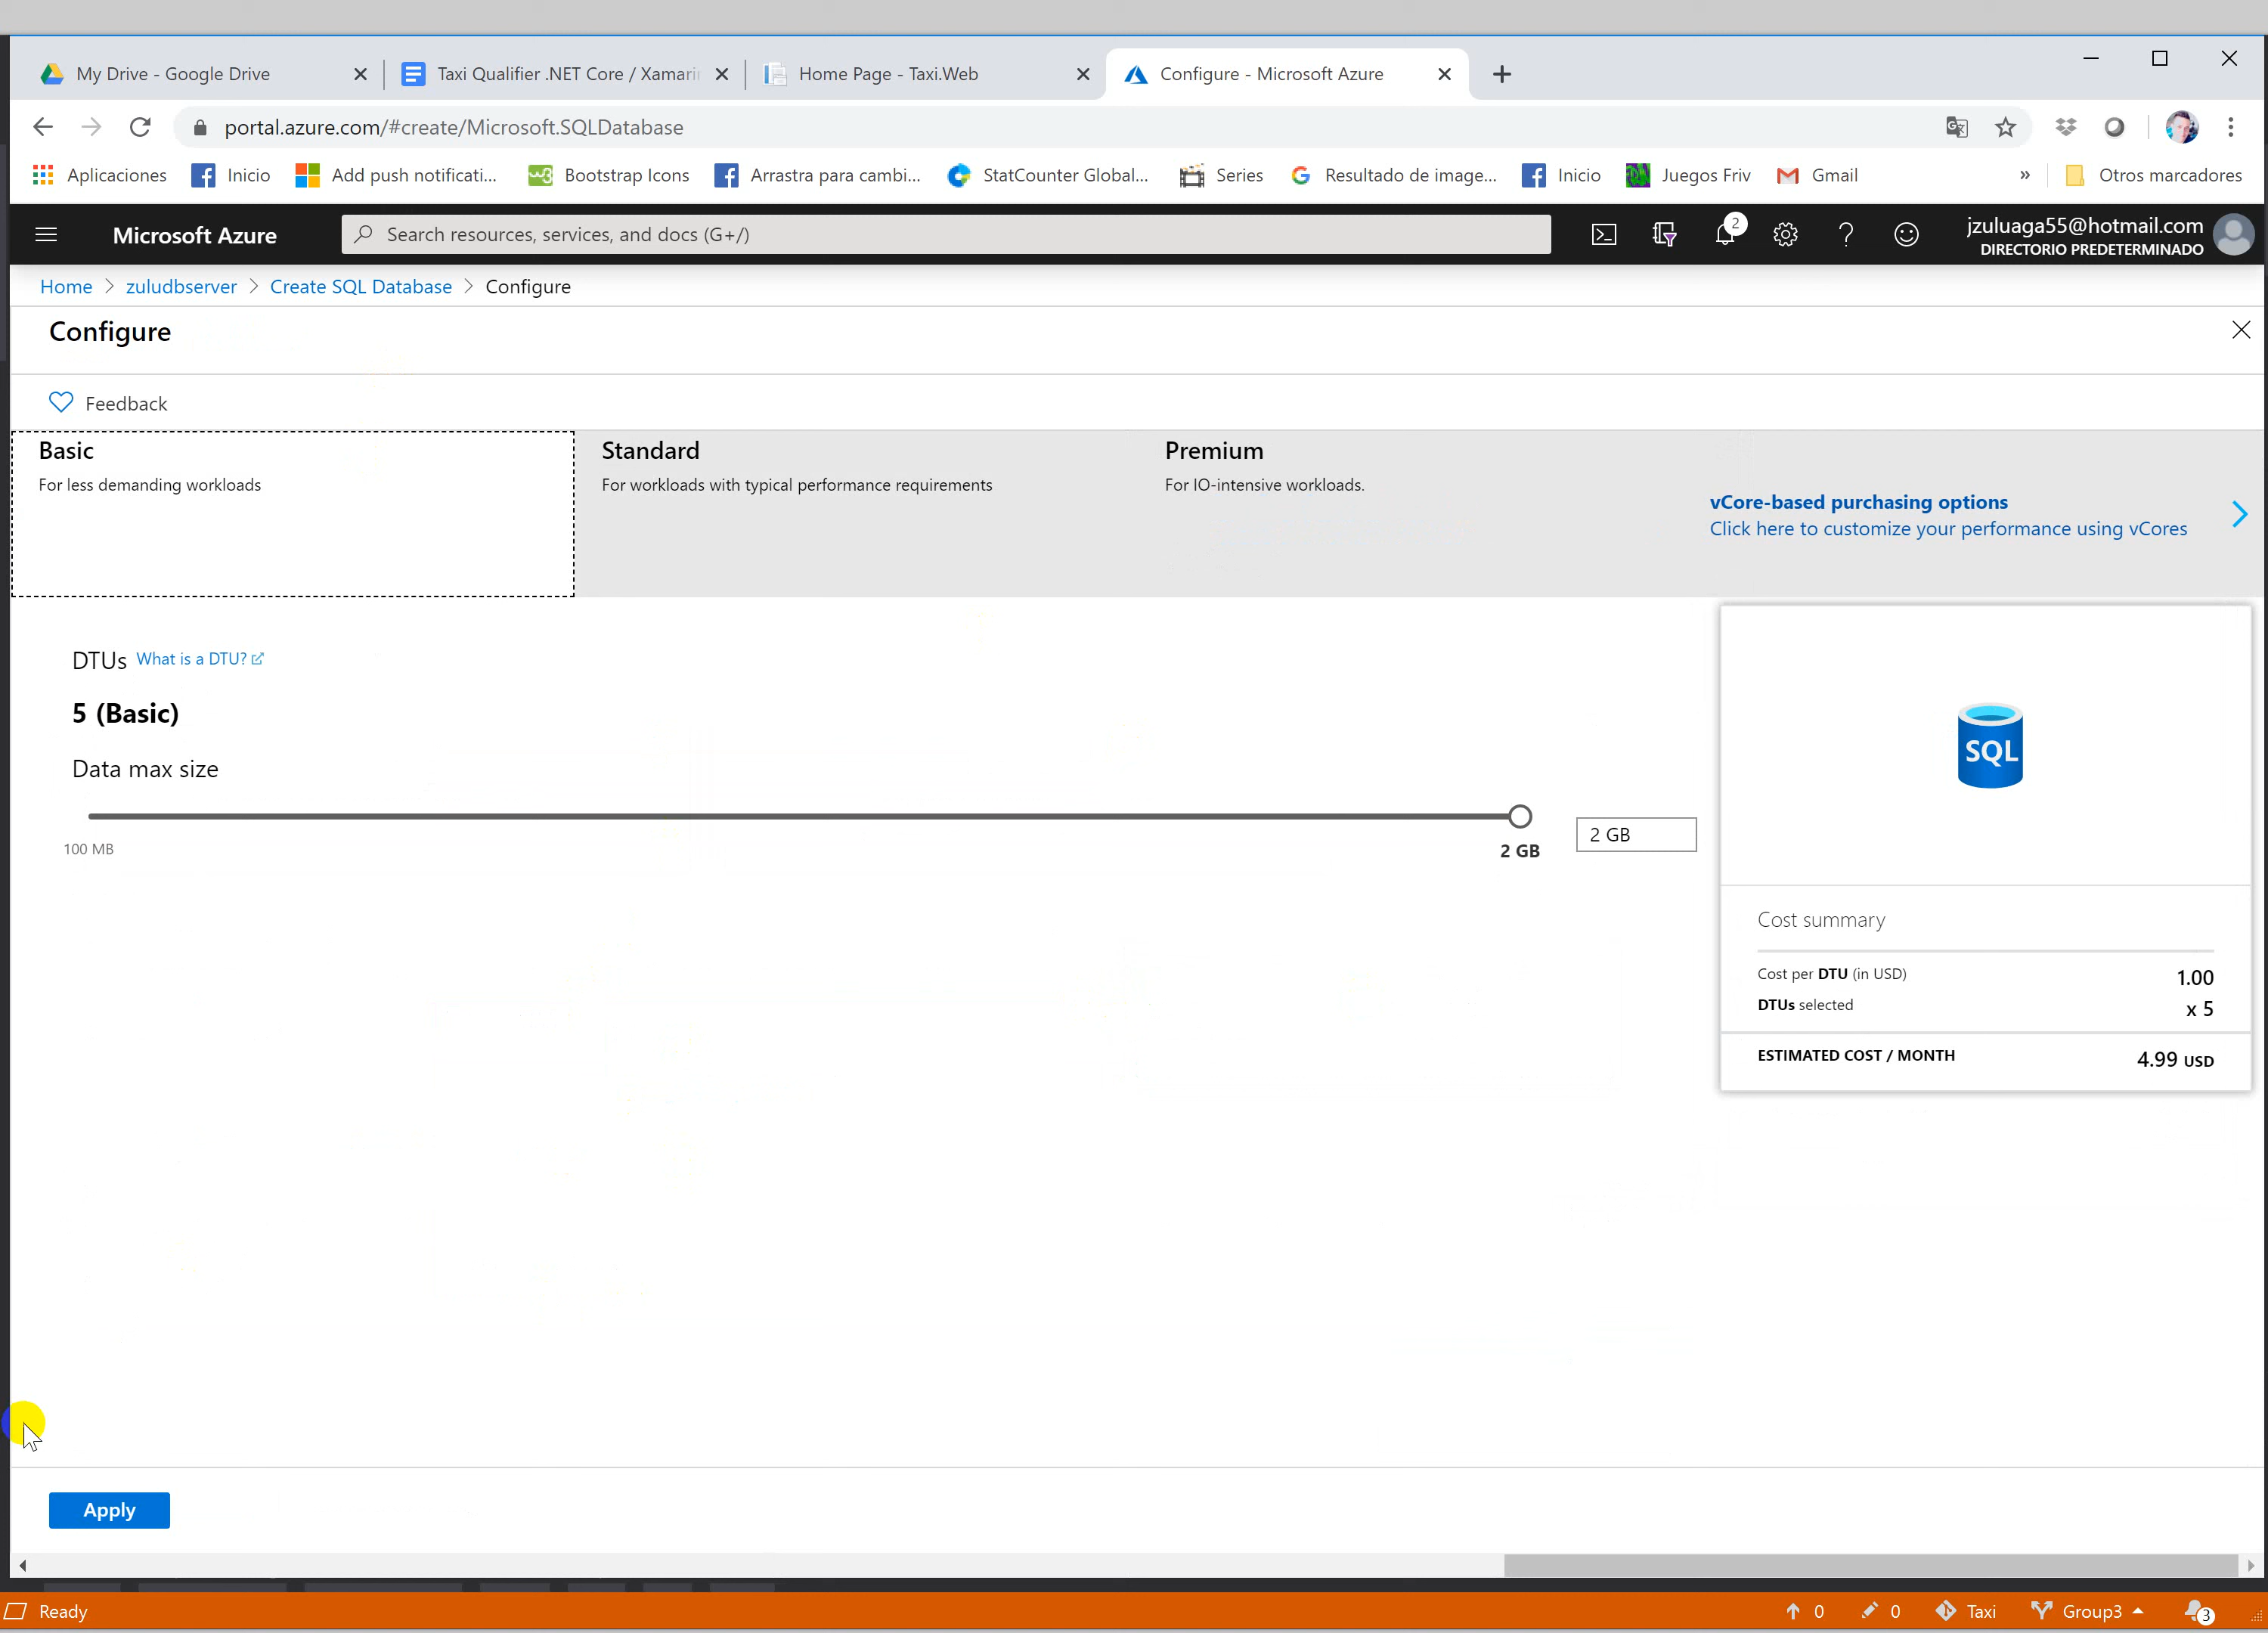 My Drive - Google Drive
Taxi Qualifier .NET Core / Xamarin
Home Page - Taxi.Web
Configure - Microsoft Azure
portal.azure.com/#create/Microsoft.SQLDatabase
Aplicaciones
Inicio
Add push notificati...
Bootstrap Icons
Arrastra para cambi...
StatCounter Global...
Series
Resultado de image...
Inicio
Juegos Friv
Gmail
»
Otros marcadores
Microsoft Azure
Search resources, services, and docs (G+/)
2
jzuluaga55@hotmail.com
DIRECTORIO PREDETERMINADO
Home > zuludbserver > Create SQL Database > Configure
Configure
Feedback
Basic
For less demanding workloads
Standard
For workloads with typical performance requirements
Premium
For IO-intensive workloads.
vCore-based purchasing options
Click here to customize your performance using vCores
DTUs What is a DTU?
5 (Basic)
Data max size
100 MB
2 GB
2 GB
SQL
Cost summary
Cost per DTU (in USD) 1.00
DTUs selected x 5
ESTIMATED COST / MONTH 4.99 USD
Apply
Ready
0
0
Taxi
Group3
3